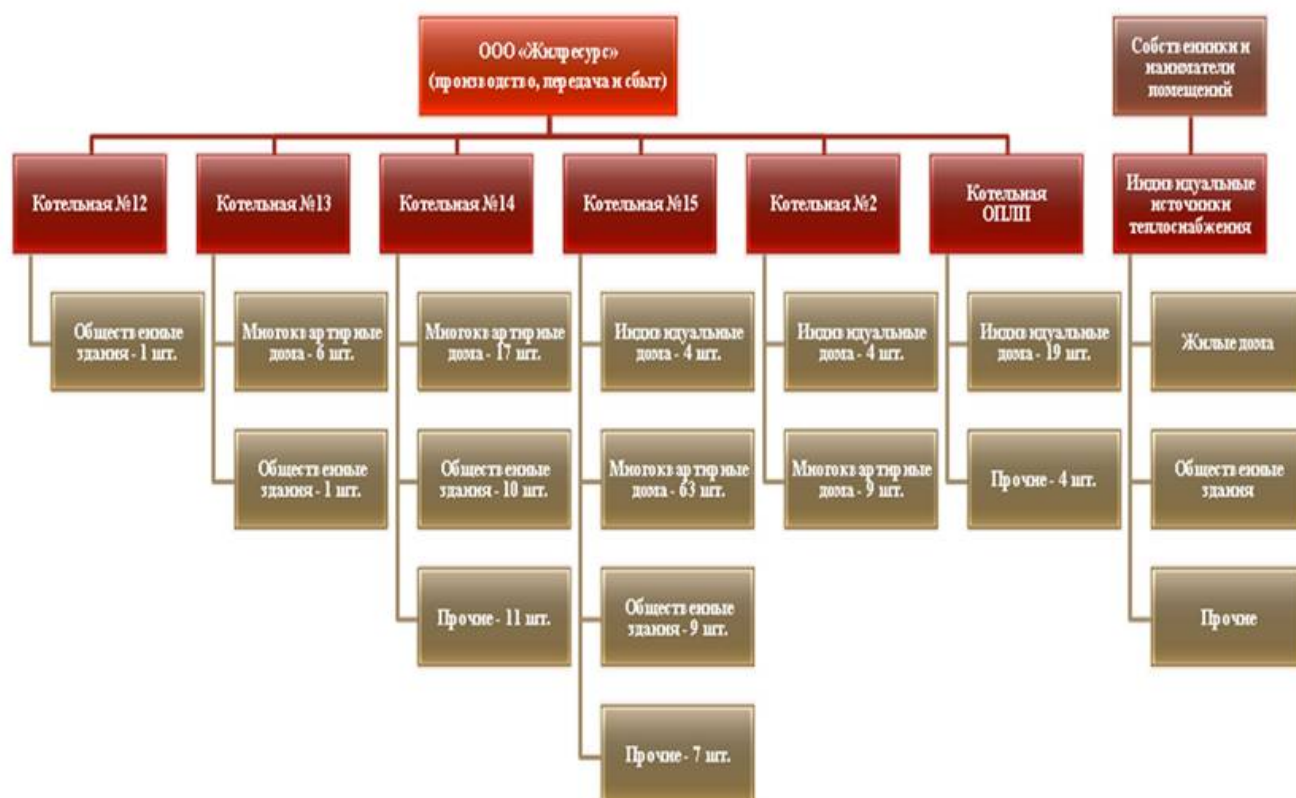 ООО «Жилресурс»
(производство, передача и сбыт)
Собственники и
наниматели
помещений
Котельная №12
Котельная №13
Котельная №14
Котельная №15
Котельная №2
Котельная
ОПЛП
Индивидуальные
источники
теплоснабжения
Общественные
здания - 1 шт.
Многоквартирные
дома - 6 шт.
Многоквартирные
дома - 17 шт.
Индивидуальные
дома - 4 шт.
Индивидуальные
дома - 4 шт.
Индивидуальные
дома - 19 шт.
Жилые дома
Общественные
здания - 1 шт.
Общественные
здания - 10 шт.
Многоквартирные
дома - 63 шт.
Многоквартирные
дома - 9 шт.
Прочие - 4 шт.
Общественные
здания
Прочие - 11 шт.
Общественные
здания - 9 шт.
Прочие
Прочие - 7 шт.